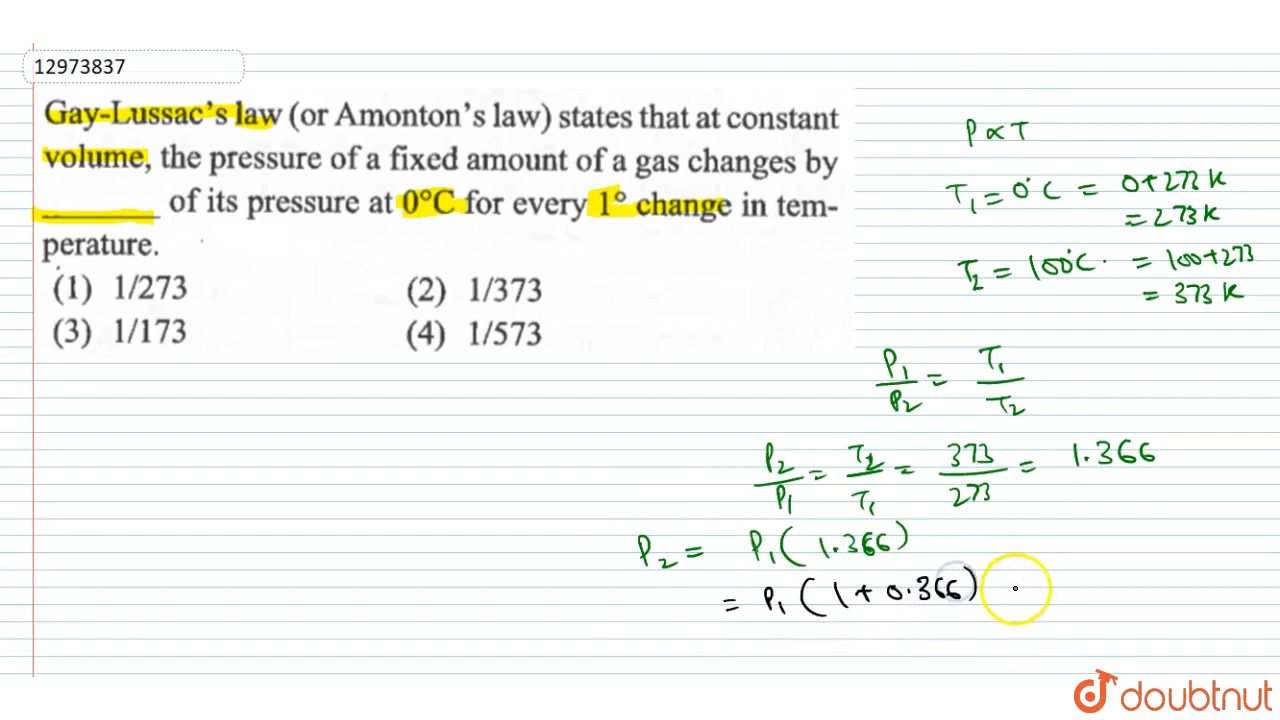 12973837
Gay-Lussac's law (or Amonton's law) states that at constant
volume, the pressure of a fixed amount of a gas changes by
________ of its pressure at 0°C for every 1° change in tem-
perature.
(1) 1/273 (2) 1/373
(3) 1/173 (4) 1/573
P ∝ T
T₁ = 0°C = 0+273 K
= 273 K
T₂ = 100°C. = 100+273
= 373 K
P₁/P₂ = T₁/T₂
P₂/P₁ = T₂/T₁ = 373/273 = 1.366
P₂ = P₁ (1.366)
= P₁ (1 + 0.366)
doubtnut